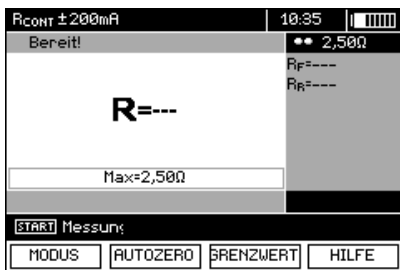 RCONT ±200mA 10:35
Bereit! 2,50Ω
RF=---
RR=---
R=---
Max=2,50Ω
START Messung
MODUS AUTOZERO GRENZWERT HILFE